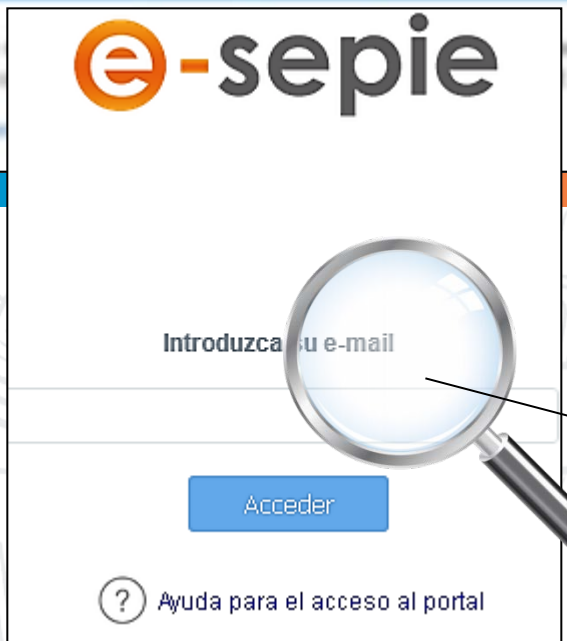 e-sepie
Introduzca su e-mail
Acceder
? Ayuda para el acceso al portal